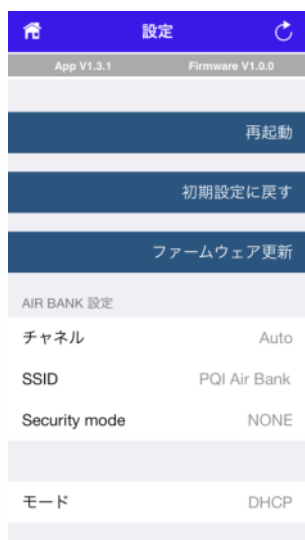 設定
App V1.3.1 Firmware V1.0.0
再起動
初期設定に戻す
ファームウェア更新
AIR BANK 設定
チャネル Auto
SSID PQI Air Bank
Security mode NONE
モード DHCP